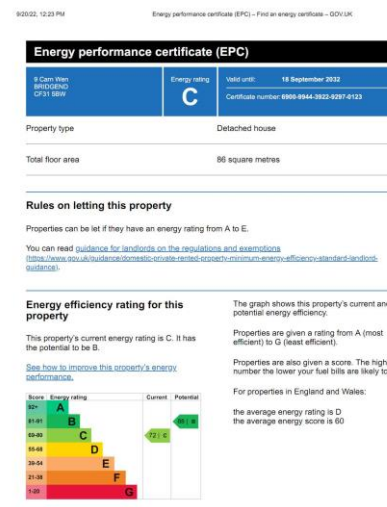 9/20/22, 12:23 PM Energy performance certificate (EPC) – Find an energy certificate – GOV.UK
Energy performance certificate (EPC)
9 Carn Wen
BRIDGEND
CF31 5BW
Energy rating
C
Valid until: 18 September 2032
Certificate number: 6900-9944-3922-9297-0123
Property type Detached house
Total floor area 86 square metres
Rules on letting this property
Properties can be let if they have an energy rating from A to E.
You can read guidance for landlords on the regulations and exemptions
(https://www.gov.uk/guidance/domestic-private-rented-property-minimum-energy-efficiency-standard-landlord-
guidance).
Energy efficiency rating for this
property
This property's current energy rating is C. It has
the potential to be B.
See how to improve this property's energy
performance.
The graph shows this property's current and
potential energy efficiency.
Properties are given a rating from A (most
efficient) to G (least efficient).
Properties are also given a score. The high
number the lower your fuel bills are likely to
For properties in England and Wales:
the average energy rating is D
the average energy score is 60
Score Energy rating Current Potential
92+ A
81-91 B
69-80 C 72 | C
55-68 D
39-54 E
21-38 F
1-20 G